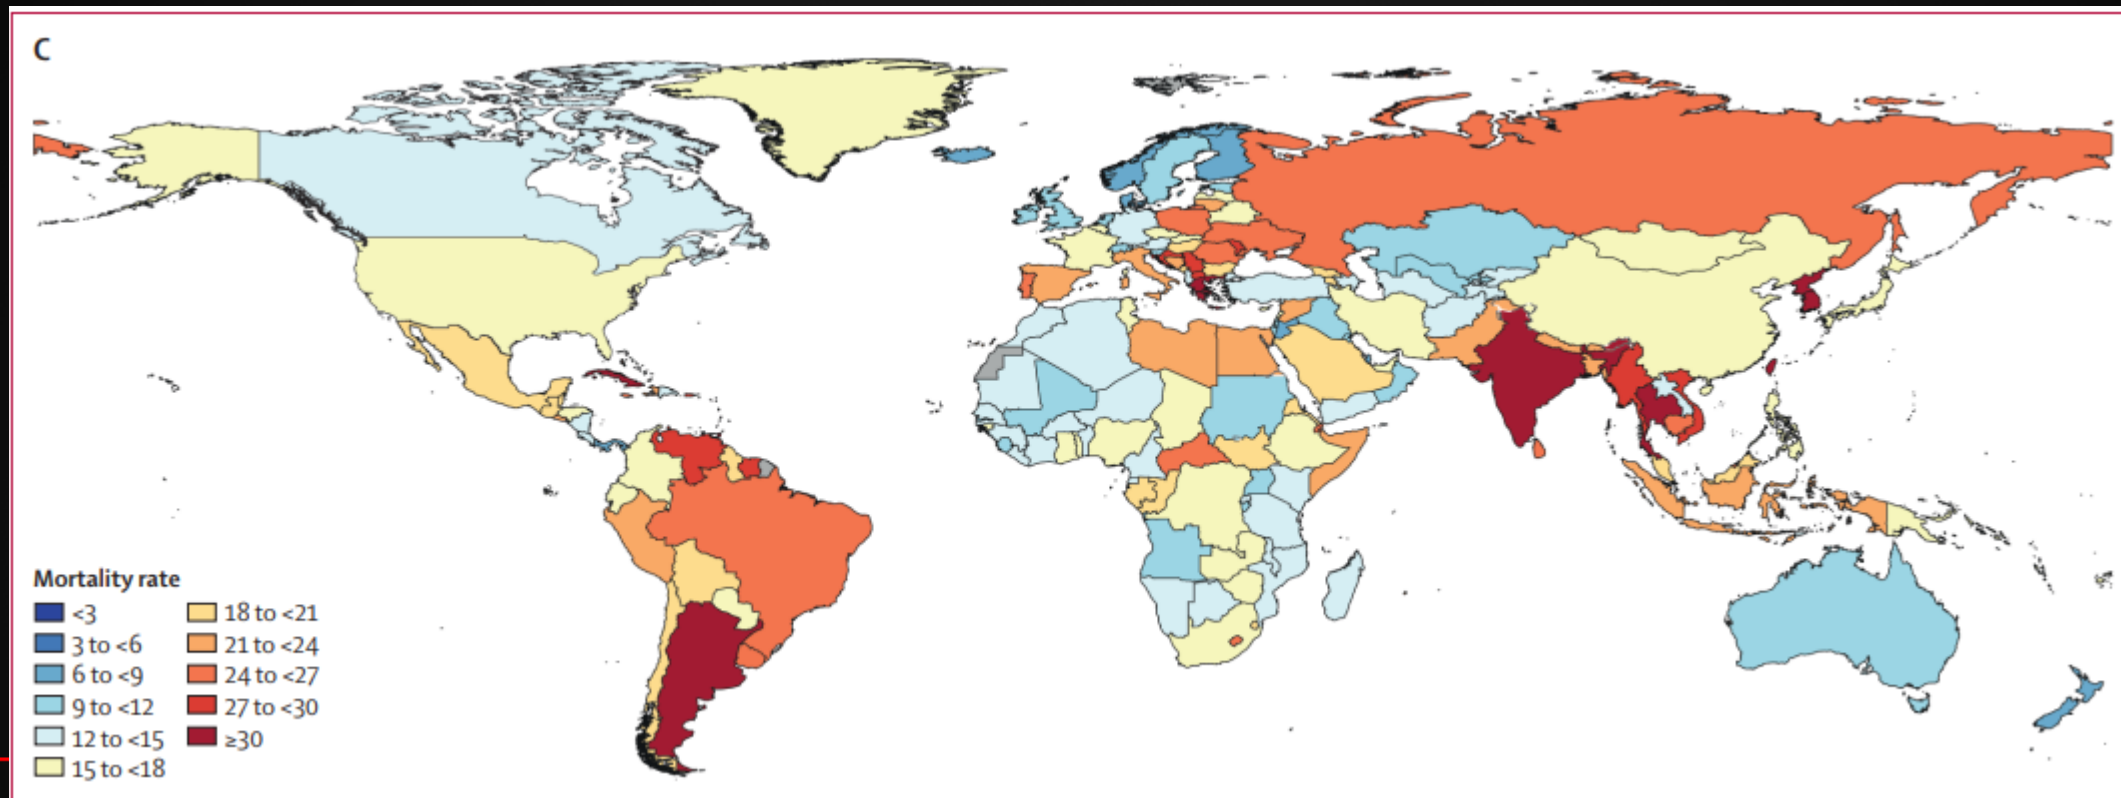 C
Mortality rate
<3
3 to <6
6 to <9
9 to <12
12 to <15
15 to <18
18 to <21
21 to <24
24 to <27
27 to <30
≥30